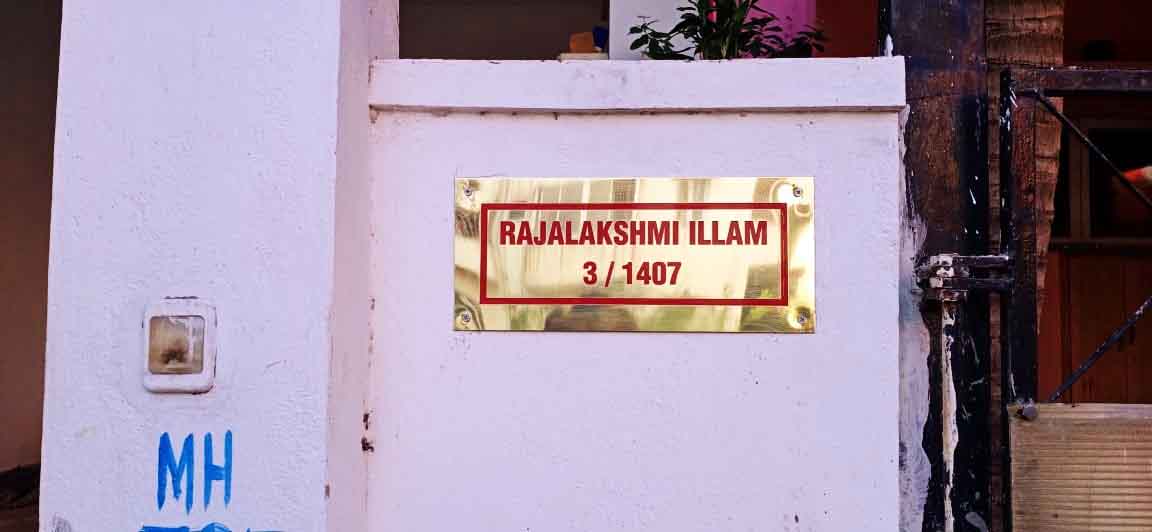 RAJALAKSHMI ILLAM
3 / 1407
MH